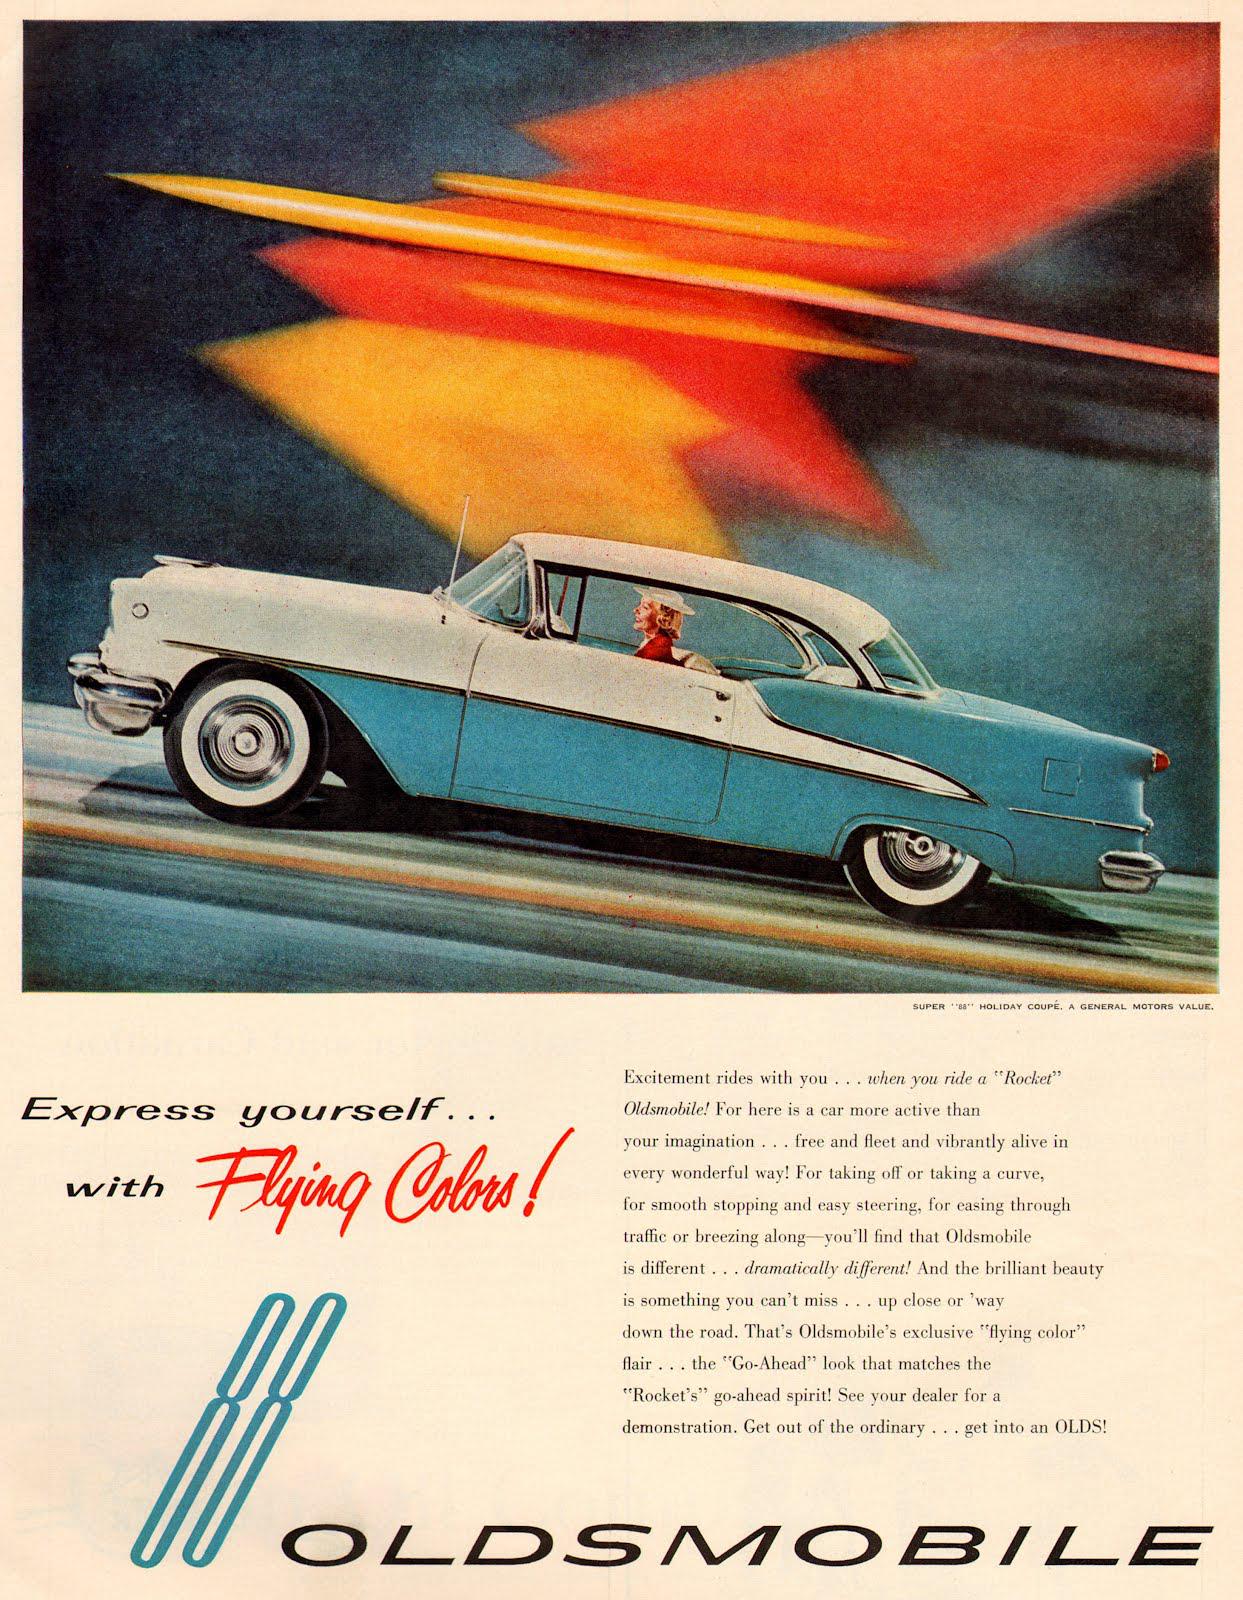 SUPER "88" HOLIDAY COUPÉ. A GENERAL MOTORS VALUE.
Express yourself...
with Flying Colors!
Excitement rides with you . . . when you ride a "Rocket"
Oldsmobile! For here is a car more active than
your imagination . . . free and fleet and vibrantly alive in
every wonderful way! For taking off or taking a curve,
for smooth stopping and easy steering, for easing through
traffic or breezing along—you'll find that Oldsmobile
is different . . . dramatically different! And the brilliant beauty
is something you can't miss . . . up close or 'way
down the road. That's Oldsmobile's exclusive "flying color"
flair . . . the "Go-Ahead" look that matches the
"Rocket's" go-ahead spirit! See your dealer for a
demonstration. Get out of the ordinary . . . get into an OLDS!
88
OLDSMOBILE